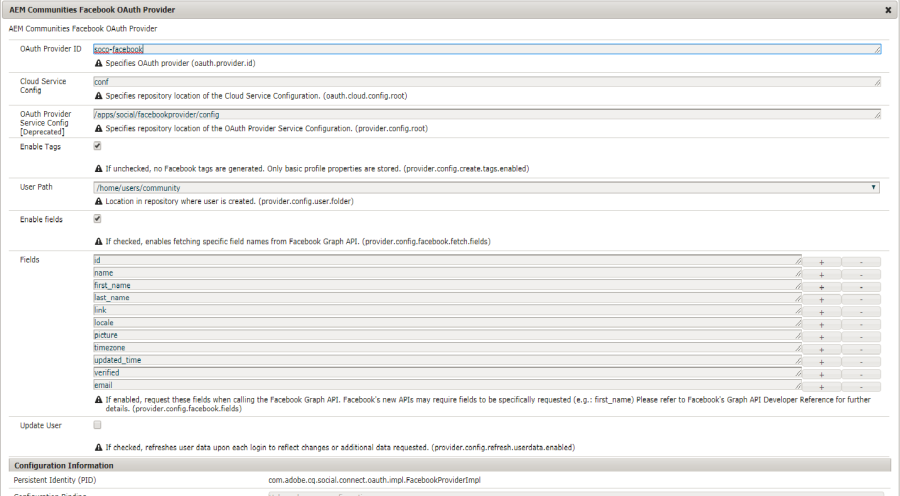 AEM Communities Facebook OAuth Provider
AEM Communities Facebook OAuth Provider
OAuth Provider ID
soco-facebook
Specifies OAuth provider (oauth.provider.id)
Cloud Service
Config
conf
Specifies repository location of the Cloud Service Configuration. (oauth.cloud.config.root)
OAuth Provider
Service Config
[Deprecated]
/apps/social/facebookprovider/config
Specifies repository location of the OAuth Provider Service Configuration. (provider.config.root)
Enable Tags
If unchecked, no Facebook tags are generated. Only basic profile properties are stored. (provider.config.create.tags.enabled)
User Path
/home/users/community
Location in repository where user is created. (provider.config.user.folder)
Enable fields
If checked, enables fetching specific field names from Facebook Graph API. (provider.config.facebook.fetch.fields)
Fields
id + -
name + -
first_name + -
last_name + -
link + -
locale + -
picture + -
timezone + -
updated_time + -
verified + -
email + -
If enabled, request these fields when calling the Facebook Graph API. Facebook's new APIs may require fields to be specifically requested (e.g.: first_name) Please refer to Facebook's Graph API Developer Reference for further
details. (provider.config.facebook.fields)
Update User
If checked, refreshes user data upon each login to reflect changes or additional data requested. (provider.config.refresh.userdata.enabled)
Configuration Information
Persistent Identity (PID)
com.adobe.cq.social.connect.oauth.impl.FacebookProviderImpl
Configuration Binding